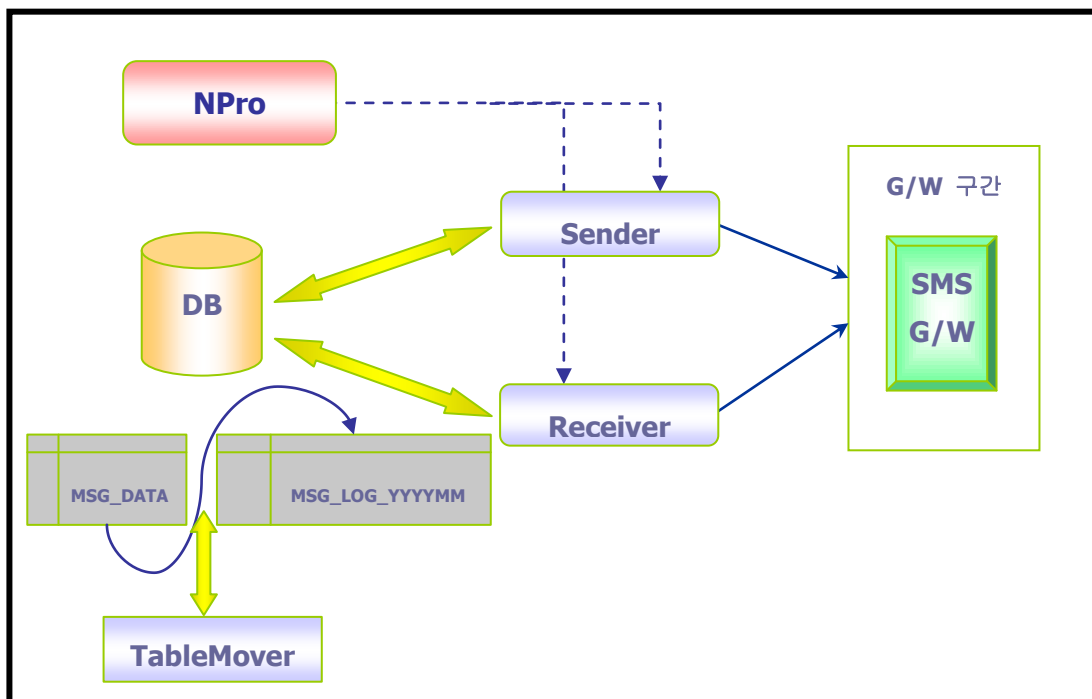 NPro
G/W 구간
Sender
DB
SMS
G/W
Receiver
MSG_DATA
MSG_LOG_YYYYMM
TableMover